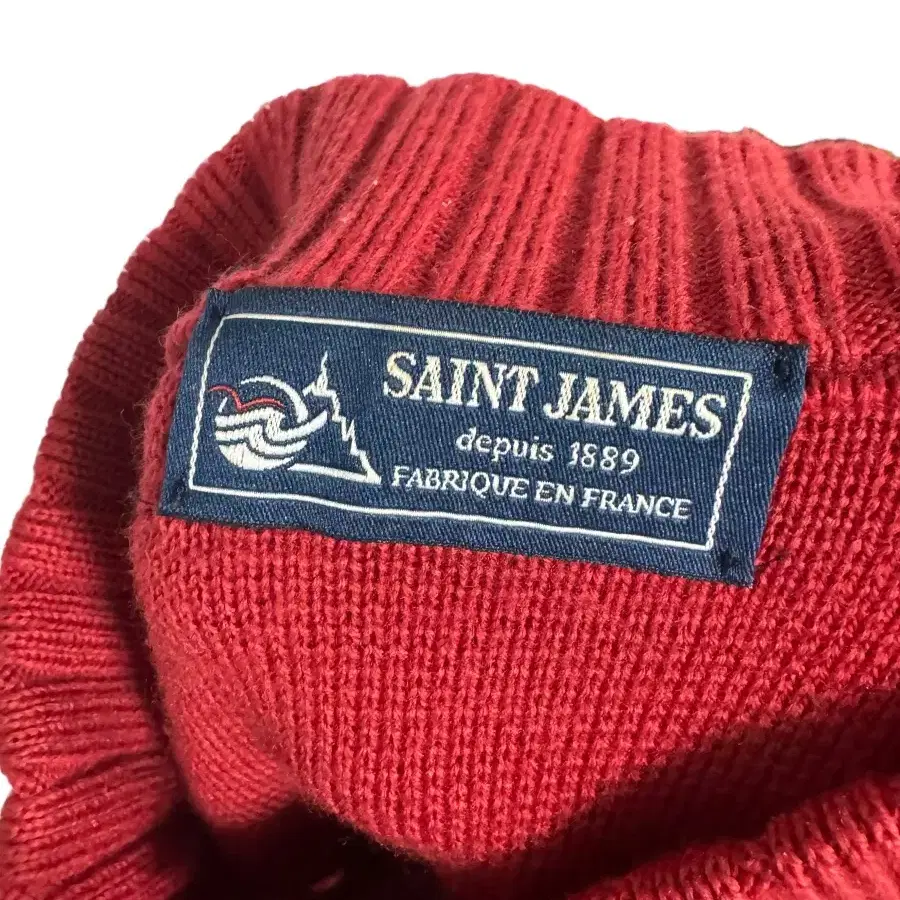 SAINT JAMES
depuis 1889
FABRIQUE EN FRANCE